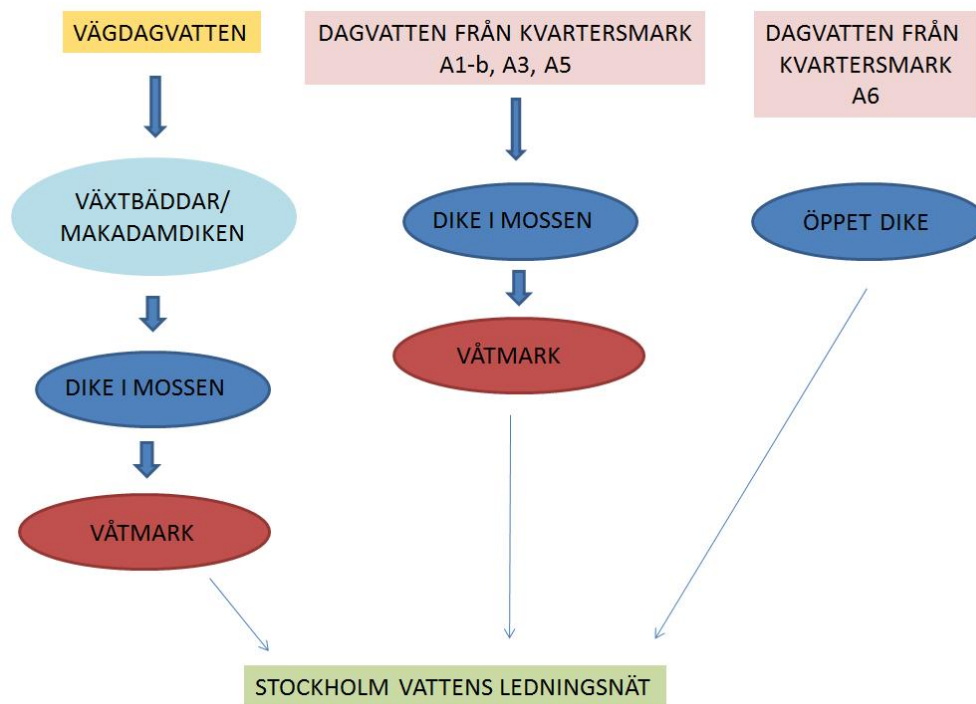 VÄGDAGVATTEN
DAGVATTEN FRÅN KVARTERSMARK
A1-b, A3, A5
DAGVATTEN FRÅN
KVARTERSMARK
A6
VÄXTBÄDDAR/
MAKADAMDIKEN
DIKE I MOSSEN
ÖPPET DIKE
VÅTMARK
DIKE I MOSSEN
VÅTMARK
STOCKHOLM VATTENS LEDNINGSNÄT